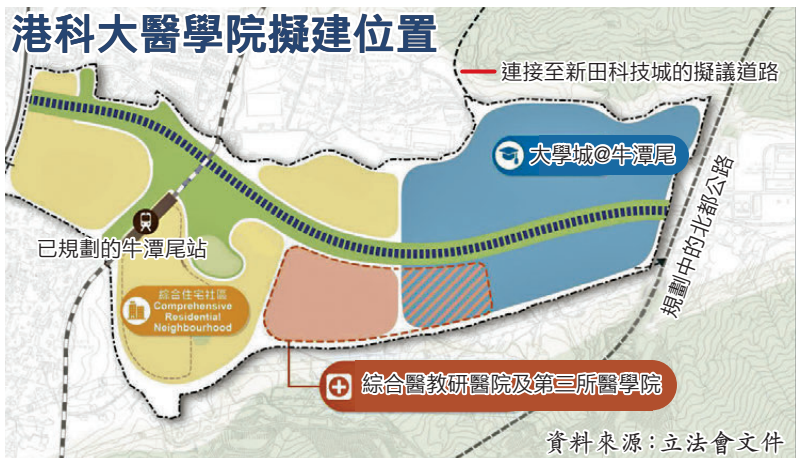 港科大醫學院擬建位置
連接至新田科技城的擬議道路
大學城@牛潭尾
規劃中的北都公路
已規劃的牛潭尾站
綜合住宅社區
Comprehensive
Residential
Neighbourhood
綜合醫教研醫院及第三所醫學院
資料來源：立法會文件